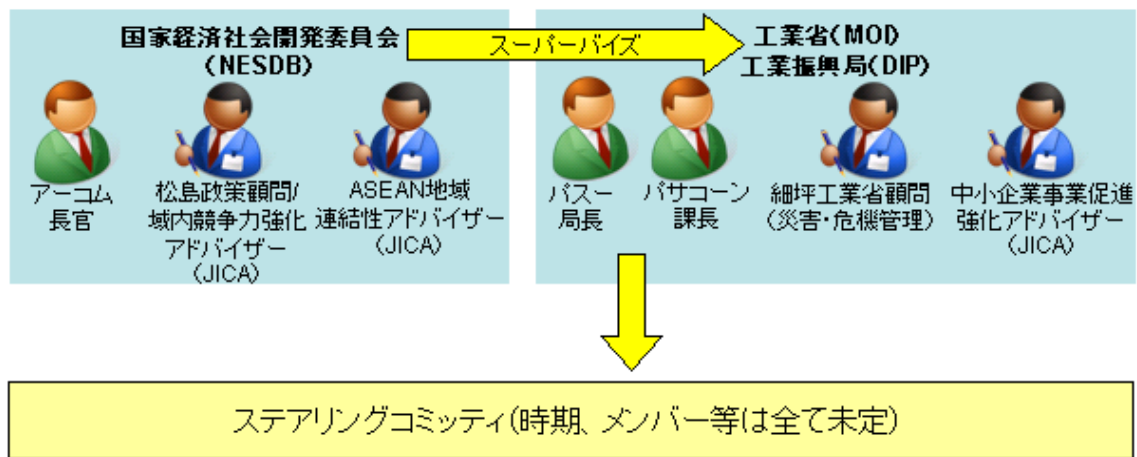 国家経済社会開発委員会
(NESDB)
スーパーバイズ
工業省(MOI)
工業振興局(DIP)
アーコム
長官
松島政策顧問/
域内競争力強化
アドバイザー
(JICA)
ASEAN地域
連結性アドバイザー
(JICA)
パスー
局長
パサコーン
課長
細坪工業省顧問
(災害・危機管理)
中小企業事業促進
強化アドバイザー
(JICA)
ステアリングコミッティ(時期、メンバー等は全て未定)